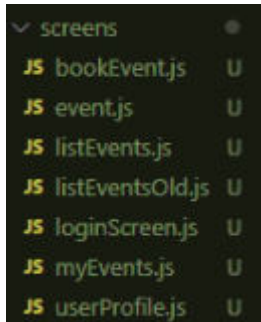 screens
JS bookEvent.js U
JS event.js U
JS listEvents.js U
JS listEventsOld.js U
JS loginScreen.js U
JS myEvents.js U
JS userProfile.js U